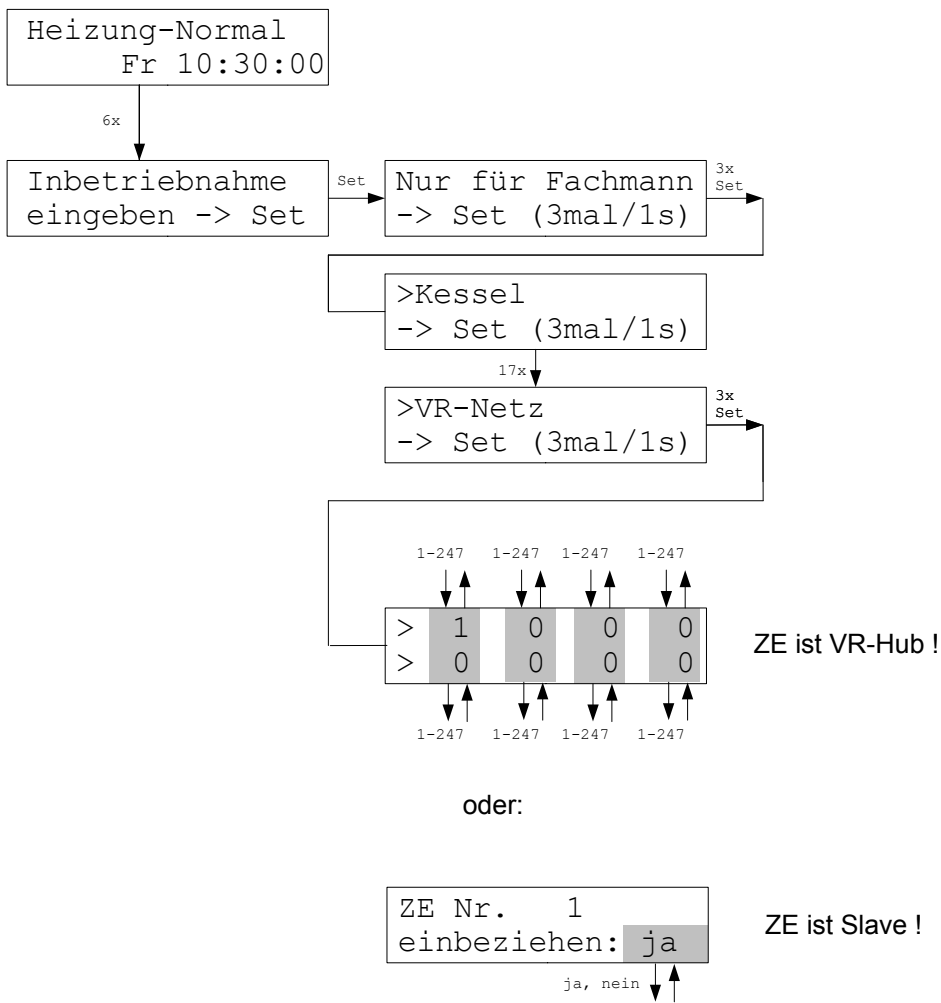 Heizung-Normal
Fr 10:30:00
6x
Inbetriebnahme
eingeben -> Set
Set
Nur für Fachmann
-> Set (3mal/1s)
3x
Set
>Kessel
-> Set (3mal/1s)
17x
>VR-Netz
-> Set (3mal/1s)
3x
Set
1-247 1-247 1-247 1-247
> 1 0 0 0
> 0 0 0 0
ZE ist VR-Hub !
1-247 1-247 1-247 1-247
oder:
ZE Nr. 1
einbeziehen: ja
ZE ist Slave !
ja, nein